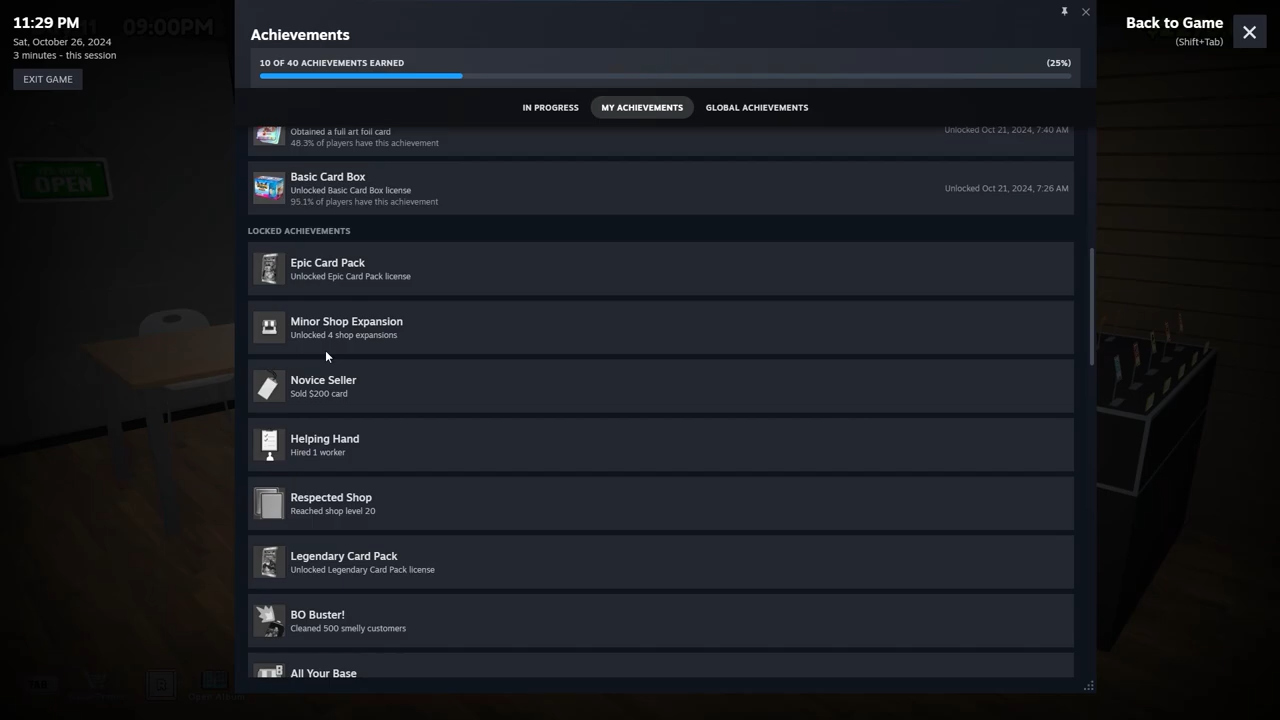 11:29 PM
Sat, October 26, 2024
3 minutes - this session
EXIT GAME
09:00PM
OPEN
Achievements
10 OF 40 ACHIEVEMENTS EARNED
(25%)
IN PROGRESS
MY ACHIEVEMENTS
GLOBAL ACHIEVEMENTS
Back to Game
(Shift+Tab)
Obtained a full art foil card
48.3% of players have this achievement
Unlocked Oct 21, 2024, 7:40 AM
Basic Card Box
Unlocked Basic Card Box license
95.1% of players have this achievement
Unlocked Oct 21, 2024, 7:26 AM
LOCKED ACHIEVEMENTS
Epic Card Pack
Unlocked Epic Card Pack license
Minor Shop Expansion
Unlocked 4 shop expansions
Novice Seller
Sold $200 card
Helping Hand
Hired 1 worker
Respected Shop
Reached shop level 20
Legendary Card Pack
Unlocked Legendary Card Pack license
BO Buster!
Cleaned 500 smelly customers
All Your Base
TAB